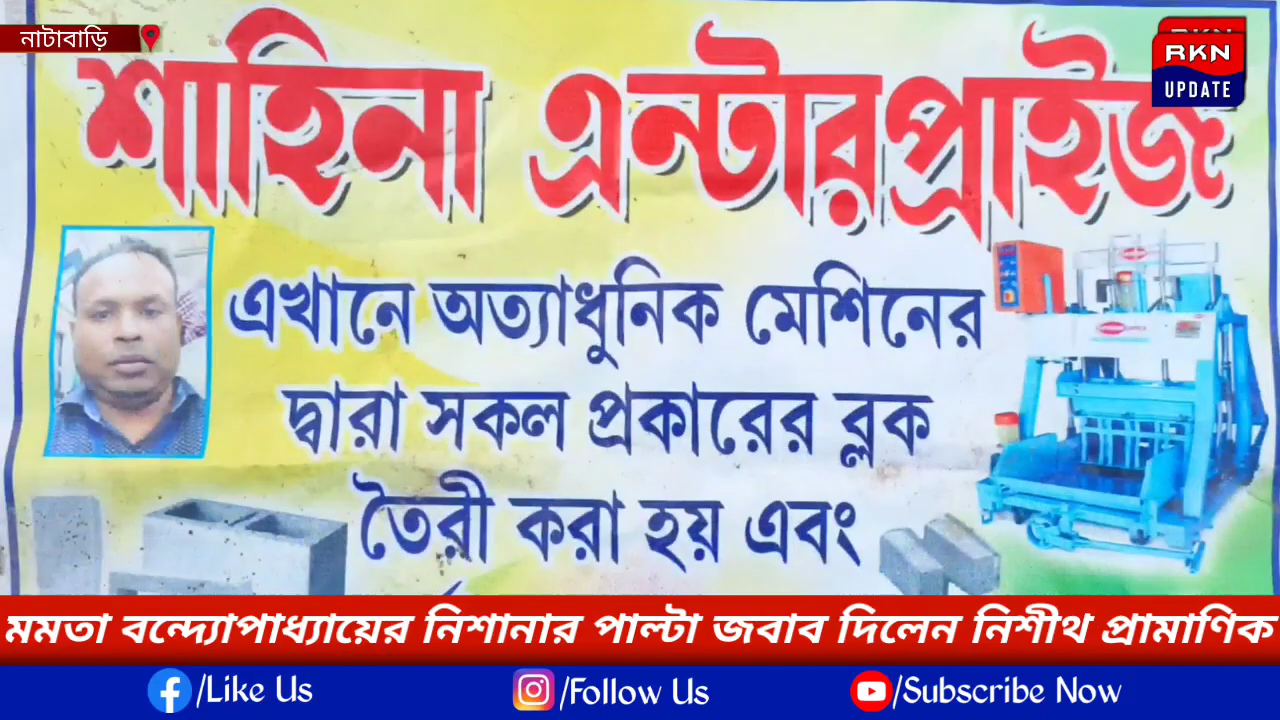 নাটাবাড়ি
RKN
UPDATE
শাহিনা এন্টারপ্রাইজ
এখানে অত্যাধুনিক মেশিনের
দ্বারা সকল প্রকারের ব্লক
তৈরী করা হয় এবং
মমতা বন্দ্যোপাধ্যায়ের নিশানার পাল্টা জবাব দিলেন নিশীথ প্রামাণিক
/Like Us
/Follow Us
/Subscribe Now